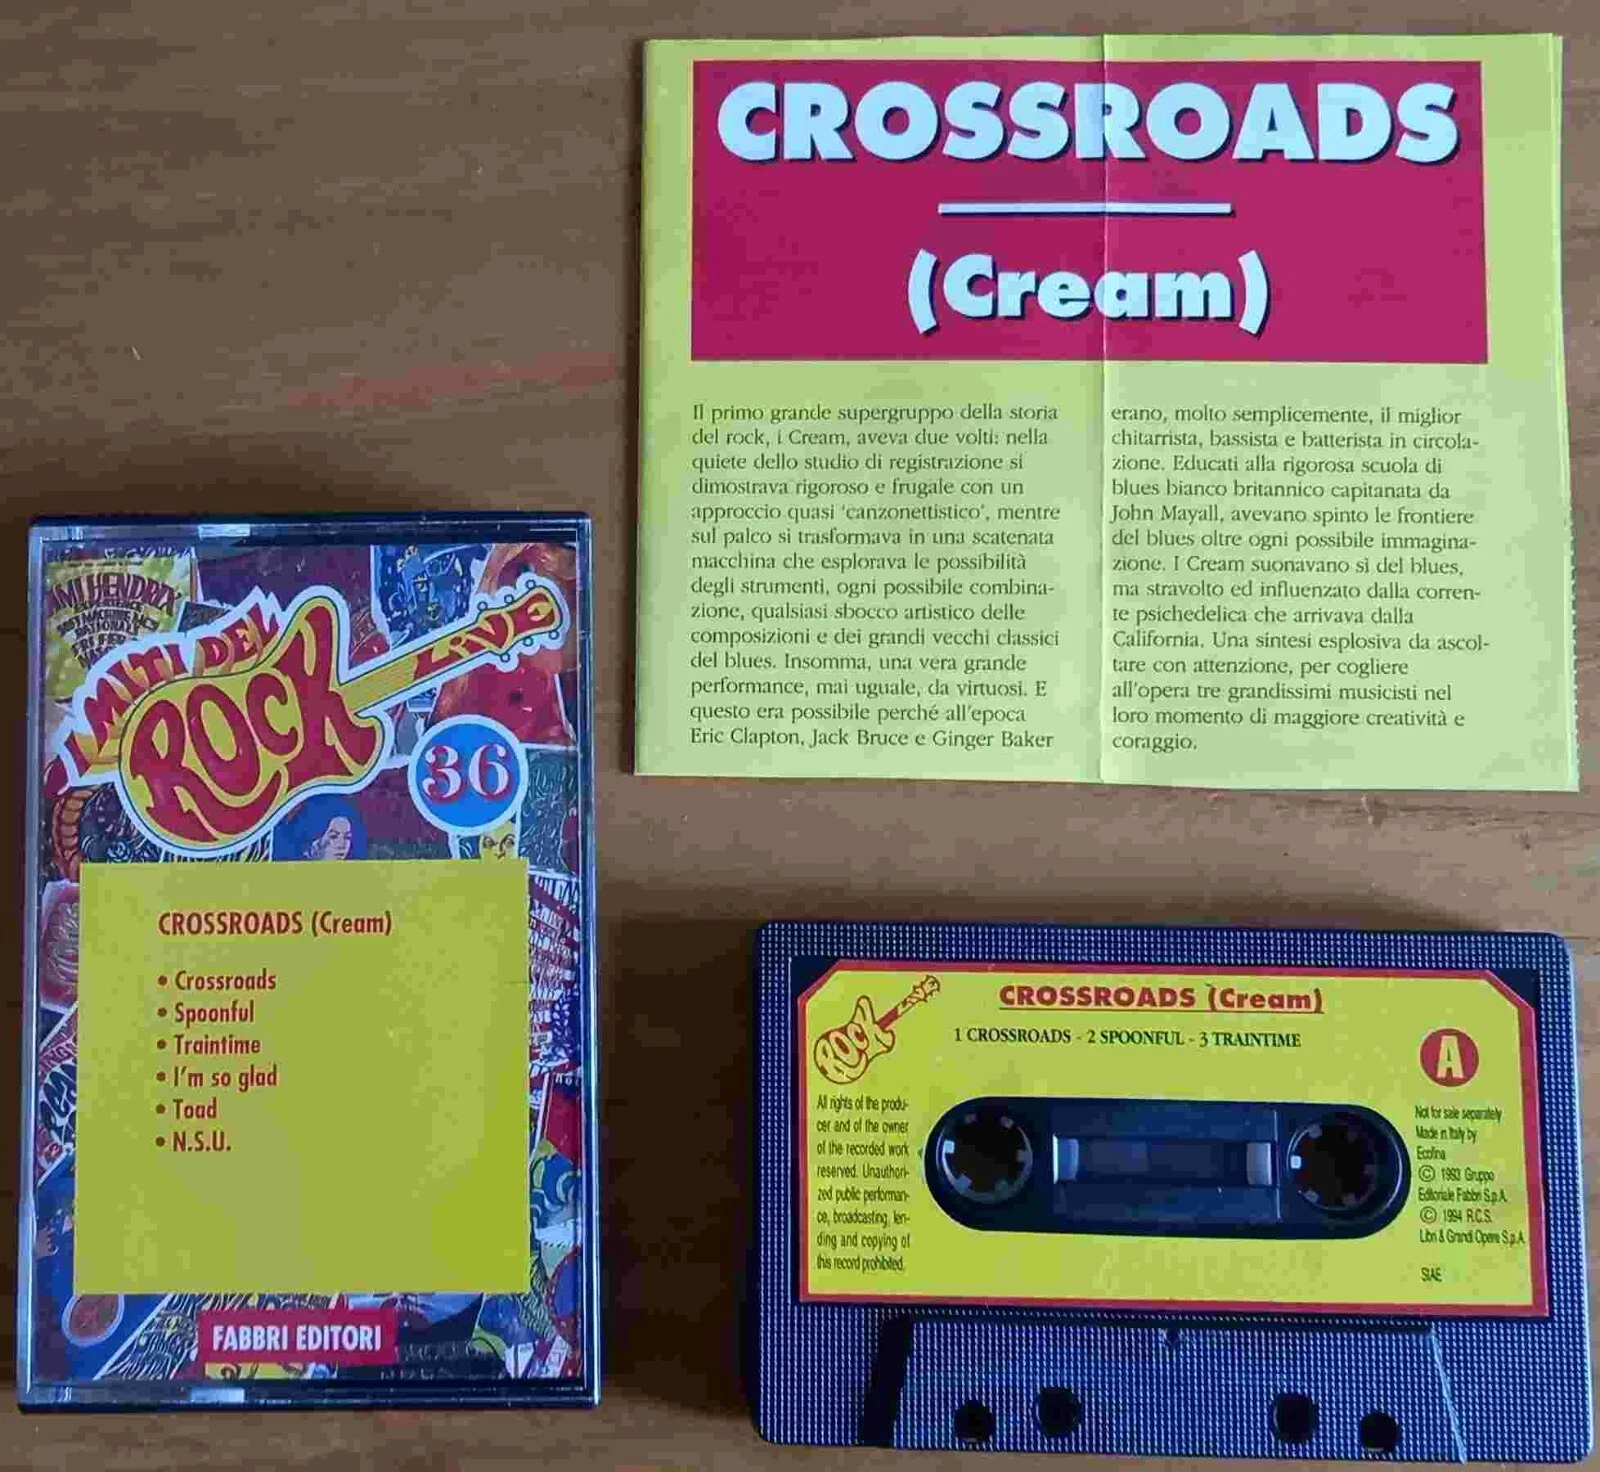 CROSSROADS
(Cream)
Il primo grande supergruppo della storia
del rock, i Cream, aveva due volti: nella
quiete dello studio di registrazione si
dimostrava rigoroso e frugale con un
approccio quasi 'canzonettistico', mentre
sul palco si trasformava in una scatenata
macchina che esplorava le possibilità
degli strumenti, ogni possibile combina-
zione, qualsiasi sbocco artistico delle
composizioni e dei grandi vecchi classici
del blues. Insomma, una vera grande
performance, mai uguale, da virtuosi. E
questo era possibile perché all'epoca
Eric Clapton, Jack Bruce e Ginger Baker
erano, molto semplicemente, il miglior
chitarrista, bassista e batterista in circola-
zione. Educati alla rigorosa scuola di
blues bianco britannico capitanata da
John Mayall, avevano spinto le frontiere
del blues oltre ogni possibile immagina-
zione. I Cream suonavano sì del blues,
ma stravolto ed influenzato dalla corren-
te psichedelica che arrivava dalla
California. Una sintesi esplosiva da ascol-
tare con attenzione, per cogliere
all'opera tre grandissimi musicisti nel
loro momento di maggiore creatività e
coraggio.
JIMI HENDRIX
EXPERIENCE
I MITI DEL
ROCK
LIVE
36
CROSSROADS (Cream)
• Crossroads
• Spoonful
• Traintime
• I'm so glad
• Toad
• N.S.U.
FABBRI EDITORI
ROCK LIVE
CROSSROADS (Cream)
1 CROSSROADS - 2 SPOONFUL - 3 TRAINTIME
A
All rights of the produ-
cer and of the owner
of the recorded work
reserved. Unauthori-
zed public performan-
ce, broadcasting, len-
ding and copying of
this record prohibited.
Not for sale separately
Made in Italy by
Ecofina
© 1993 Gruppo
Editoriale Fabbri S.p.A.
© 1994 R.C.S.
Libri & Grandi Opere S.p.A.
SIAE